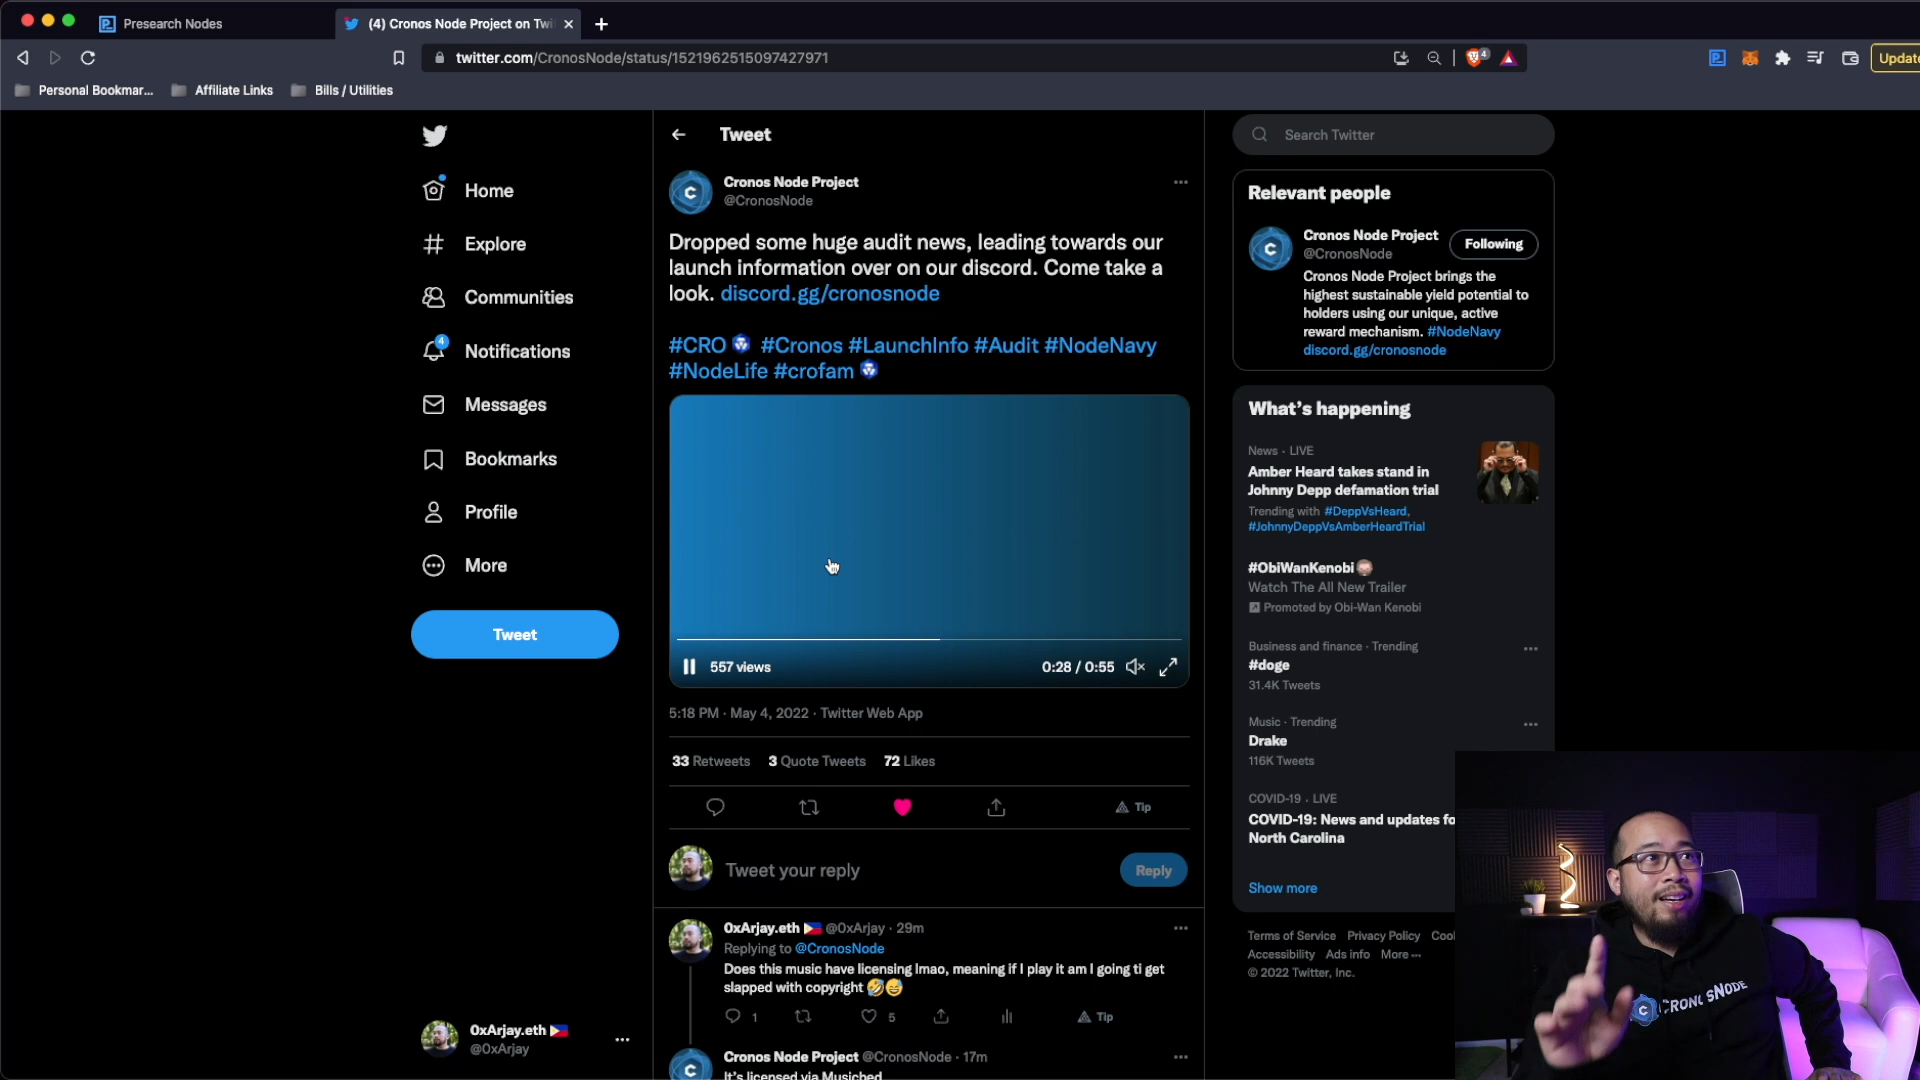 Presearch Nodes
(4) Cronos Node Project on Twi
twitter.com/CronosNode/status/1521962515097427971
4
Update
Personal Bookmar...
Affiliate Links
Bills / Utilities
Home
Explore
Communities
4
Notifications
Messages
Bookmarks
Profile
More
Tweet
0xArjay.eth 🇵🇭
@0xArjay
Tweet
Cronos Node Project
@CronosNode
Dropped some huge audit news, leading towards our
launch information over on our discord. Come take a
look. discord.gg/cronosnode
#CRO #Cronos #LaunchInfo #Audit #NodeNavy
#NodeLife #crofam
557 views
0:28 / 0:55
5:18 PM · May 4, 2022 · Twitter Web App
33 Retweets 3 Quote Tweets 72 Likes
Tip
Tweet your reply
Reply
0xArjay.eth 🇵🇭 @0xArjay · 29m
Replying to @CronosNode
Does this music have licensing lmao, meaning if I play it am I going ti get
slapped with copyright 🤣😅
1
5
Tip
Cronos Node Project @CronosNode · 17m
It's licensed via Musicbed
Search Twitter
Relevant people
Cronos Node Project
@CronosNode
Following
Cronos Node Project brings the
highest sustainable yield potential to
holders using our unique, active
reward mechanism. #NodeNavy
discord.gg/cronosnode
What's happening
News · LIVE
Amber Heard takes stand in
Johnny Depp defamation trial
Trending with #DeppVsHeard,
#JohnnyDeppVsAmberHeardTrial
#ObiWanKenobi
Watch The All New Trailer
Promoted by Obi-Wan Kenobi
Business and finance · Trending
#doge
31.4K Tweets
Music · Trending
Drake
116K Tweets
COVID-19 · LIVE
COVID-19: News and updates fo
North Carolina
Show more
Terms of Service Privacy Policy Cool
Accessibility Ads info More
© 2022 Twitter, Inc.
CRONOSNODE